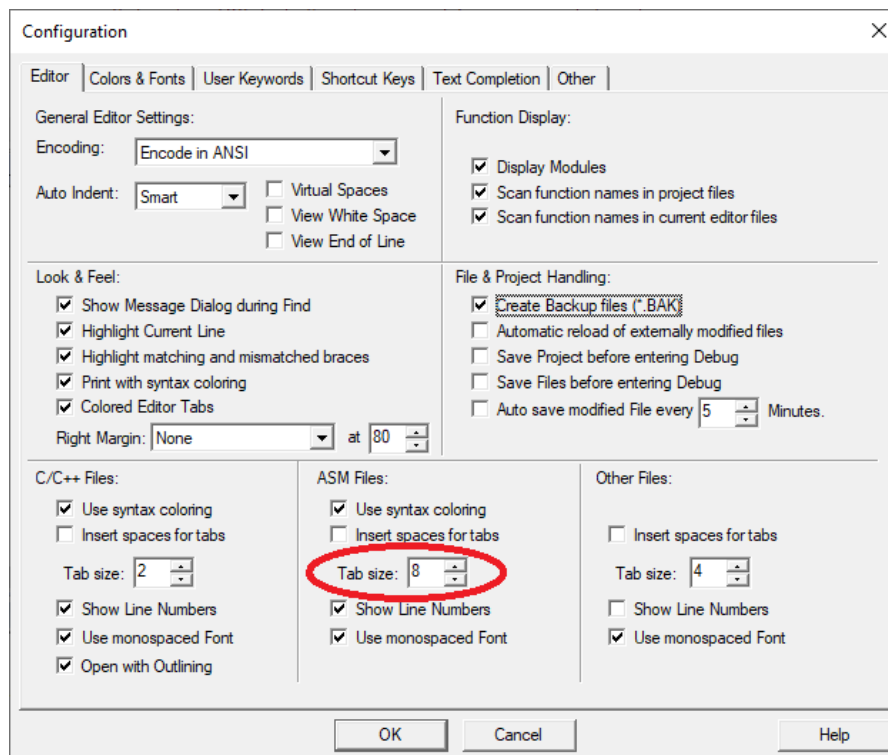 Configuration
Editor
Colors & Fonts
User Keywords
Shortcut Keys
Text Completion
Other
General Editor Settings:
Encoding:
Encode in ANSI
Auto Indent:
Smart
Virtual Spaces
View White Space
View End of Line
Function Display:
Display Modules
Scan function names in project files
Scan function names in current editor files
Look & Feel:
Show Message Dialog during Find
Highlight Current Line
Highlight matching and mismatched braces
Print with syntax coloring
Colored Editor Tabs
Right Margin:
None
at
80
File & Project Handling:
Create Backup files (*.BAK)
Automatic reload of externally modified files
Save Project before entering Debug
Save Files before entering Debug
Auto save modified File every
5
Minutes.
C/C++ Files:
Use syntax coloring
Insert spaces for tabs
Tab size:
2
Show Line Numbers
Use monospaced Font
Open with Outlining
ASM Files:
Use syntax coloring
Insert spaces for tabs
Tab size:
8
Show Line Numbers
Use monospaced Font
Other Files:
Insert spaces for tabs
Tab size:
4
Show Line Numbers
Use monospaced Font
OK
Cancel
Help